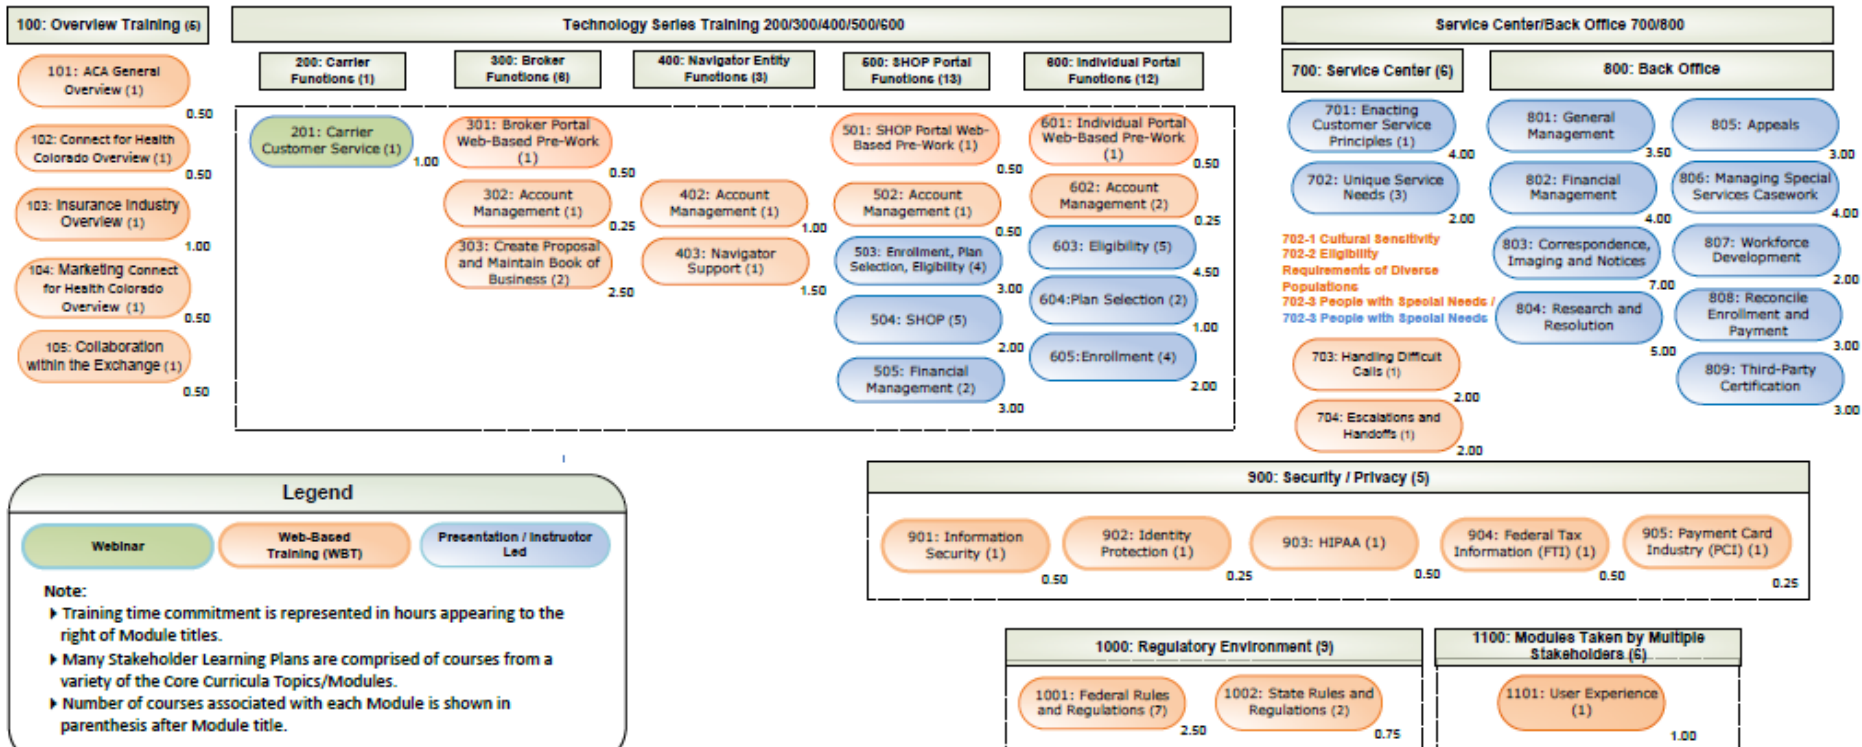 100: Overview Training (5)
101: ACA General
Overview (1)
0.50
102: Connect for Health
Colorado Overview (1)
0.50
103: Insurance Industry
Overview (1)
1.00
104: Marketing Connect
for Health Colorado
Overview (1)
0.50
105: Collaboration
within the Exchange (1)
0.50
Technology Series Training 200/300/400/500/600
200: Carrier
Functions (1)
201: Carrier
Customer Service (1)
1.00
300: Broker
Functions (6)
301: Broker Portal
Web-Based Pre-Work
(1)
0.50
302: Account
Management (1)
0.25
303: Create Proposal
and Maintain Book of
Business (2)
2.50
400: Navigator Entity
Functions (3)
402: Account
Management (1)
1.00
403: Navigator
Support (1)
1.50
500: SHOP Portal
Functions (13)
501: SHOP Portal Web-
Based Pre-Work (1)
0.50
502: Account
Management (1)
0.50
503: Enrollment, Plan
Selection, Eligibility (4)
3.00
504: SHOP (5)
2.00
505: Financial
Management (2)
3.00
600: Individual Portal
Functions (12)
601: Individual Portal
Web-Based Pre-Work
(1)
0.50
602: Account
Management (2)
0.25
603: Eligibility (5)
4.50
604:Plan Selection (2)
1.00
605:Enrollment (4)
2.00
Service Center/Back Office 700/800
700: Service Center (6)
701: Enacting
Customer Service
Principles (1)
4.00
702: Unique Service
Needs (3)
2.00
702-1 Cultural Sensitivity
702-2 Eligibility
Requirements of Diverse
Populations
702-3 People with Special Needs /
702-3 People with Special Needs
703: Handing Difficult
Calls (1)
2.00
704: Escalations and
Handoffs (1)
2.00
800: Back Office
801: General
Management
3.50
802: Financial
Management
4.00
803: Correspondence,
Imaging and Notices
7.00
804: Research and
Resolution
5.00
805: Appeals
3.00
806: Managing Special
Services Casework
4.00
807: Workforce
Development
2.00
808: Reconcile
Enrollment and
Payment
3.00
809: Third-Party
Certification
3.00
Legend
Webinar
Web-Based
Training (WBT)
Presentation / Instructor
Led
Note:
Training time commitment is represented in hours appearing to the
right of Module titles.
Many Stakeholder Learning Plans are comprised of courses from a
variety of the Core Curricula Topics/Modules.
Number of courses associated with each Module is shown in
parenthesis after Module title.
900: Security / Privacy (5)
901: Information
Security (1)
0.50
902: Identity
Protection (1)
0.25
903: HIPAA (1)
0.50
904: Federal Tax
Information (FTI) (1)
0.50
905: Payment Card
Industry (PCI) (1)
0.25
1000: Regulatory Environment (9)
1001: Federal Rules
and Regulations (7)
2.50
1002: State Rules and
Regulations (2)
0.75
1100: Modules Taken by Multiple
Stakeholders (6)
1101: User Experience
(1)
1.00